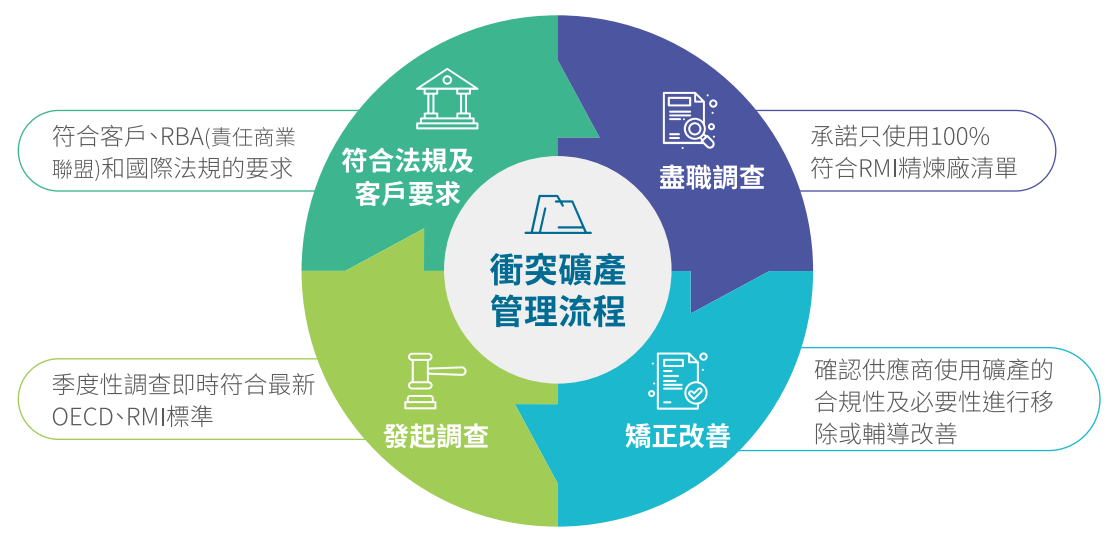 符合客戶、RBA(責任商業
聯盟)和國際法規的要求
符合法規及
客戶要求
盡職調查
承諾只使用100%
符合RMI精煉廠清單
衝突礦產
管理流程
季度性調查即時符合最新
OECD、RMI標準
發起調查
矯正改善
確認供應商使用礦產的
合規性及必要性進行移
除或輔導改善